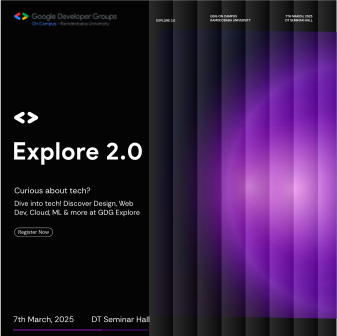 Google Developer Groups
On Campus • Ramdeobaba University
EXPLORE 2.0
GDG ON CAMPUS
RAMDEOBABA UNIVERSITY
7TH MARCH, 2025
DT SEMINAR HALL
<>
Explore 2.0
Curious about tech?
Dive into tech! Discover Design, Web
Dev, Cloud, ML & more at GDG Explore
Register Now
7th March, 2025
DT Seminar Hall